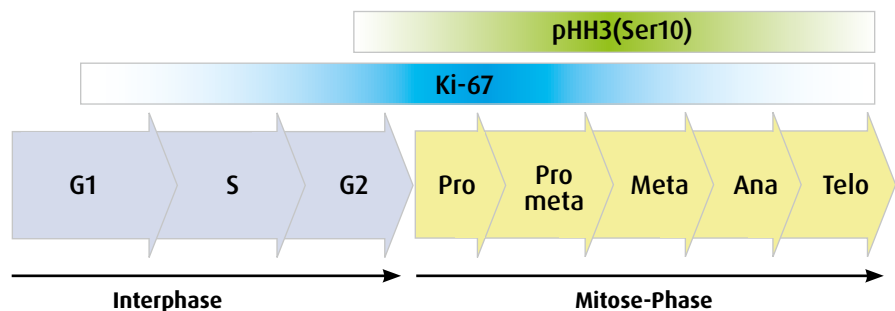 pHH3(Ser10)
Ki-67
G1
S
G2
Pro
Pro
meta
Meta
Ana
Telo
Interphase
Mitose-Phase